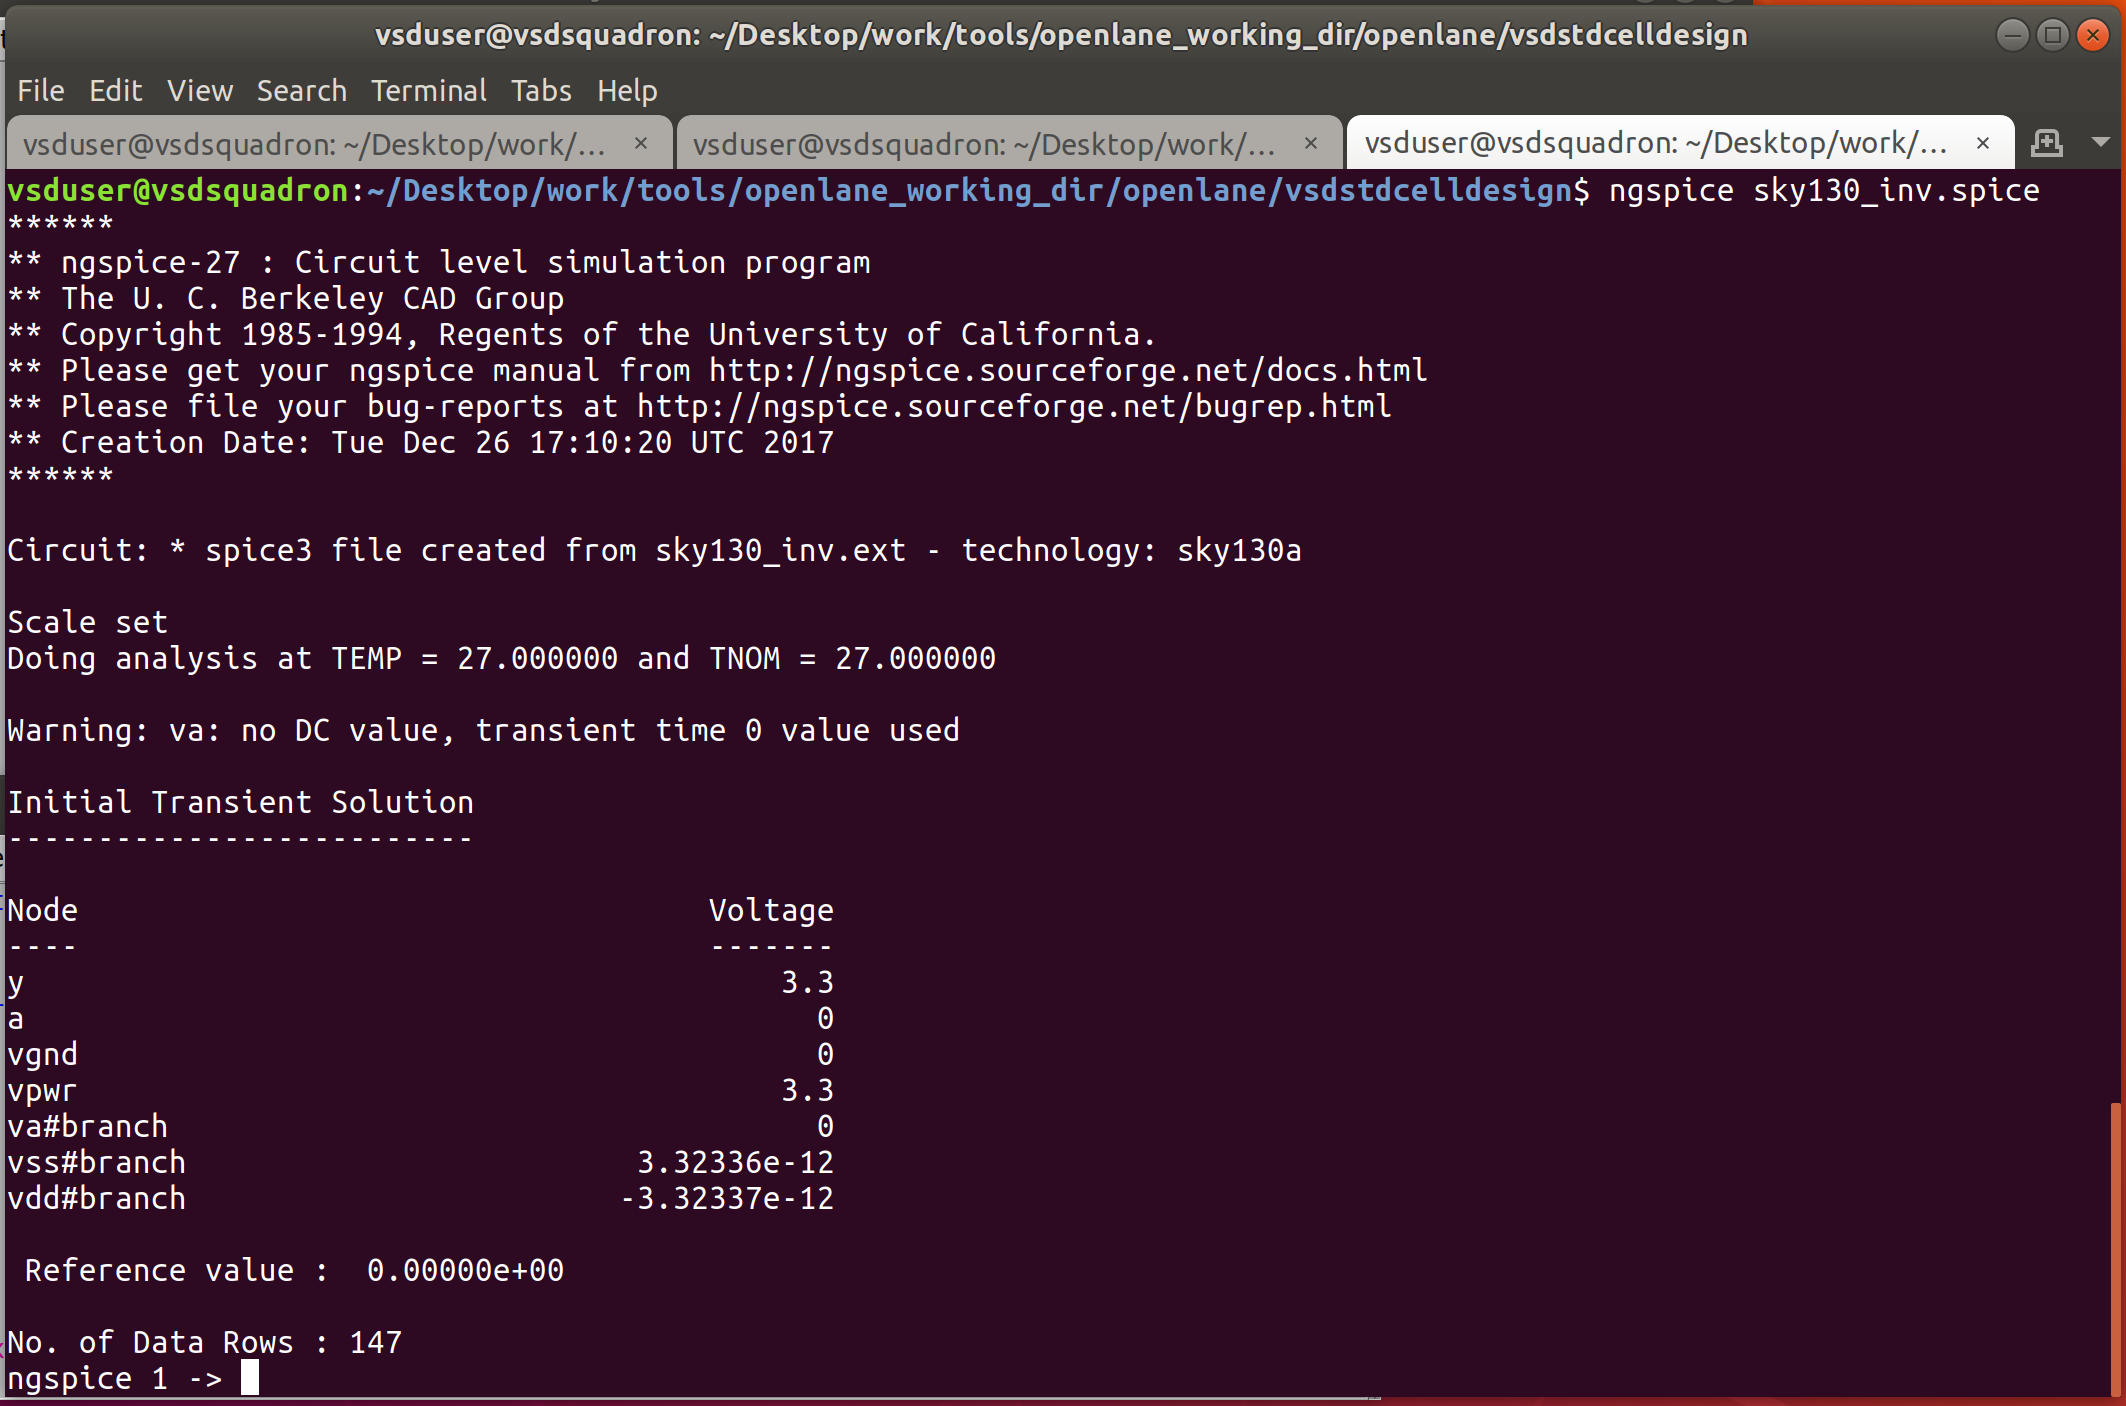 vsduser@vsdsquadron: ~/Desktop/work/tools/openlane_working_dir/openlane/vsdstdcelldesign
File Edit View Search Terminal Tabs Help
vsduser@vsdsquadron: ~/Desktop/work/... vsduser@vsdsquadron: ~/Desktop/work/... vsduser@vsdsquadron: ~/Desktop/work/...
vsduser@vsdsquadron:~/Desktop/work/tools/openlane_working_dir/openlane/vsdstdcelldesign$ ngspice sky130_inv.spice
******
** ngspice-27 : Circuit level simulation program
** The U. C. Berkeley CAD Group
** Copyright 1985-1994, Regents of the University of California.
** Please get your ngspice manual from http://ngspice.sourceforge.net/docs.html
** Please file your bug-reports at http://ngspice.sourceforge.net/bugrep.html
** Creation Date: Tue Dec 26 17:10:20 UTC 2017
******
Circuit: * spice3 file created from sky130_inv.ext - technology: sky130a
Scale set
Doing analysis at TEMP = 27.000000 and TNOM = 27.000000
Warning: va: no DC value, transient time 0 value used
Initial Transient Solution
--------------------------
Node Voltage
---- -------
y 3.3
a 0
vgnd 0
vpwr 3.3
va#branch 0
vss#branch 3.32336e-12
vdd#branch -3.32337e-12
Reference value : 0.00000e+00
No. of Data Rows : 147
ngspice 1 ->